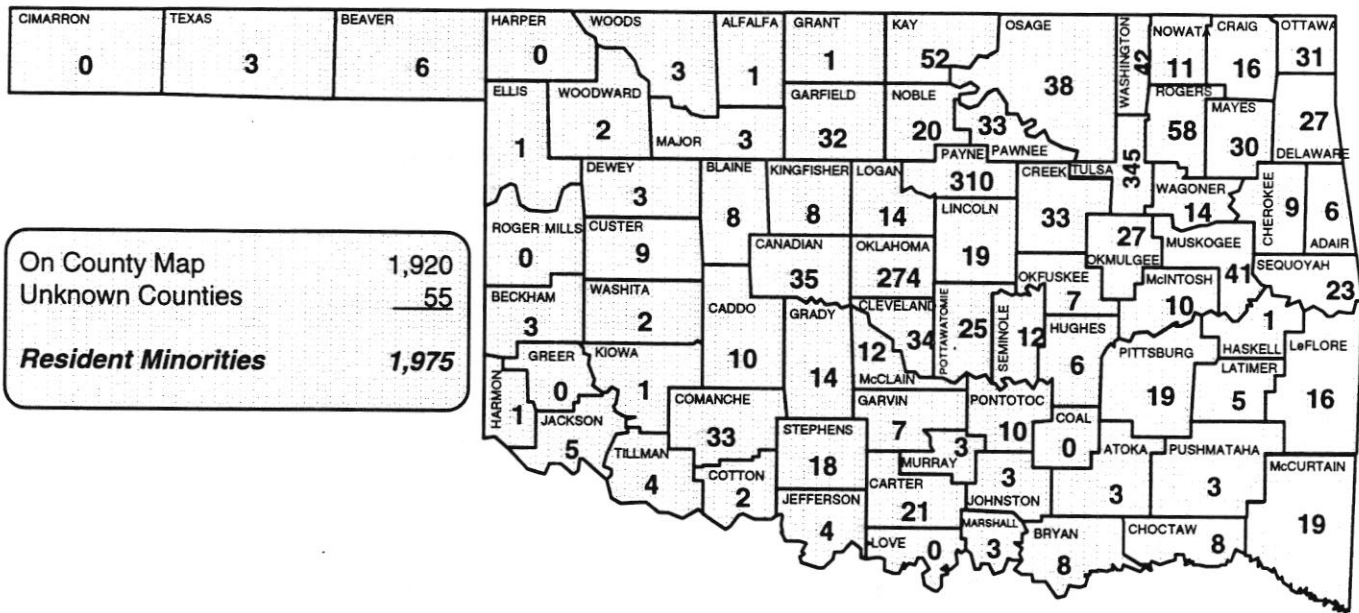 CIMARRON
0
TEXAS
3
BEAVER
6
HARPER
0
WOODS
3
ALFALFA
1
GRANT
1
KAY
52
OSAGE
38
WASHINGTON
42
NOWATA
11
CRAIG
16
OTTAWA
31
ELLIS
1
WOODWARD
2
MAJOR
3
GARFIELD
32
NOBLE
20
33
PAWNEE
ROGERS
58
MAYES
30
27
DELAWARE
DEWEY
3
BLAINE
8
KINGFISHER
8
LOGAN
14
PAYNE
310
CREEK
33
TULSA
345
WAGONER
14
CHEROKEE
9
6
ADAIR
ROGER MILLS
0
CUSTER
9
CANADIAN
35
OKLAHOMA
274
LINCOLN
19
27
OKMULGEE
MUSKOGEE
41
SEQUOYAH
23
On County Map 1,920
Unknown Counties 55
Resident Minorities 1,975
BECKHAM
3
WASHITA
2
CADDO
10
GRADY
14
CLEVELAND
34
12
McCLAIN
POTTAWATOMIE
25
SEMINOLE
12
OKFUSKEE
7
HUGHES
6
McINTOSH
10
1
HASKELL
PITTSBURG
19
LATIMER
5
LeFLORE
16
HARMON
1
GREER
0
KIOWA
1
JACKSON
5
COMANCHE
33
TILLMAN
4
COTTON
2
STEPHENS
18
JEFFERSON
4
GARVIN
7
MURRAY
3
PONTOTOC
10
COAL
0
ATOKA
3
PUSHMATAHA
3
McCURTAIN
19
CARTER
21
3
JOHNSTON
LOVE
0
MARSHALL
3
BRYAN
8
CHOCTAW
8